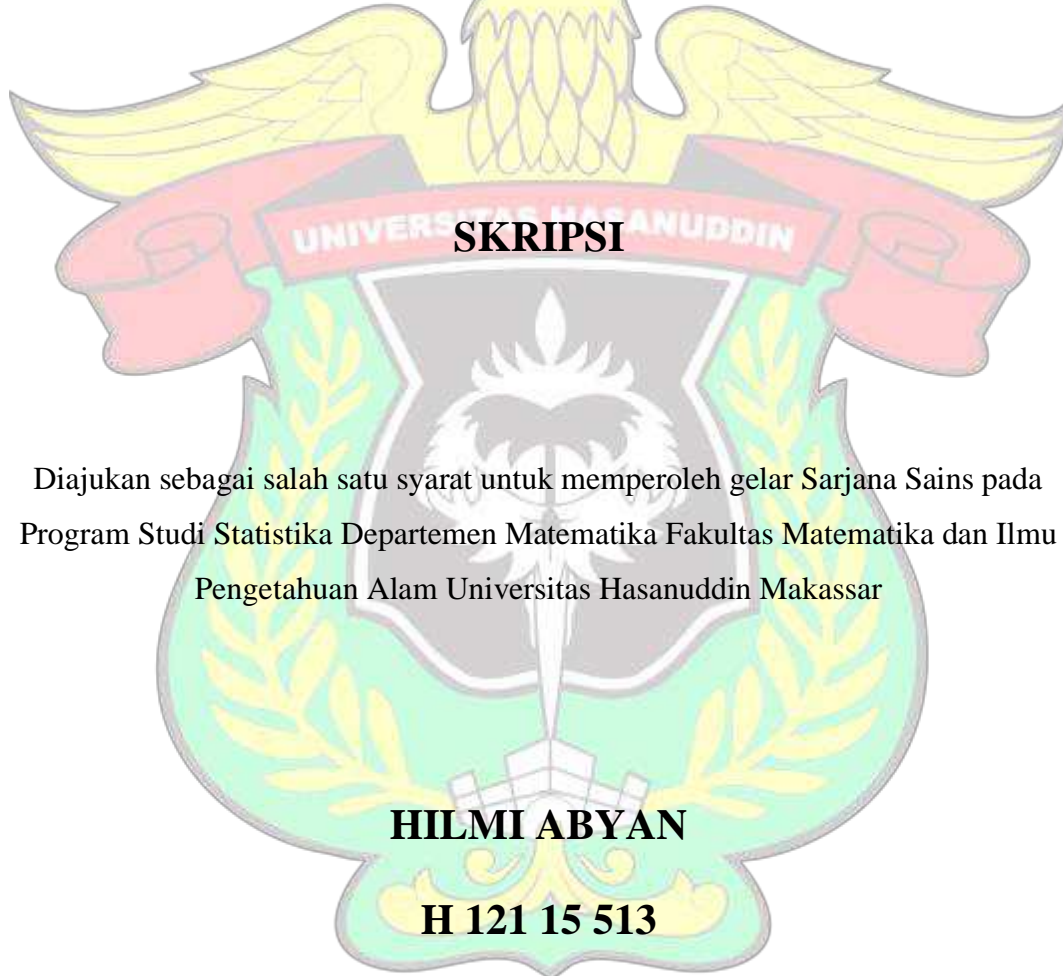 UNIVERSITAS HASANUDDIN
SKRIPSI
Diajukan sebagai salah satu syarat untuk memperoleh gelar Sarjana Sains pada
Program Studi Statistika Departemen Matematika Fakultas Matematika dan Ilmu
Pengetahuan Alam Universitas Hasanuddin Makassar
HILMI ABYAN
H 121 15 513